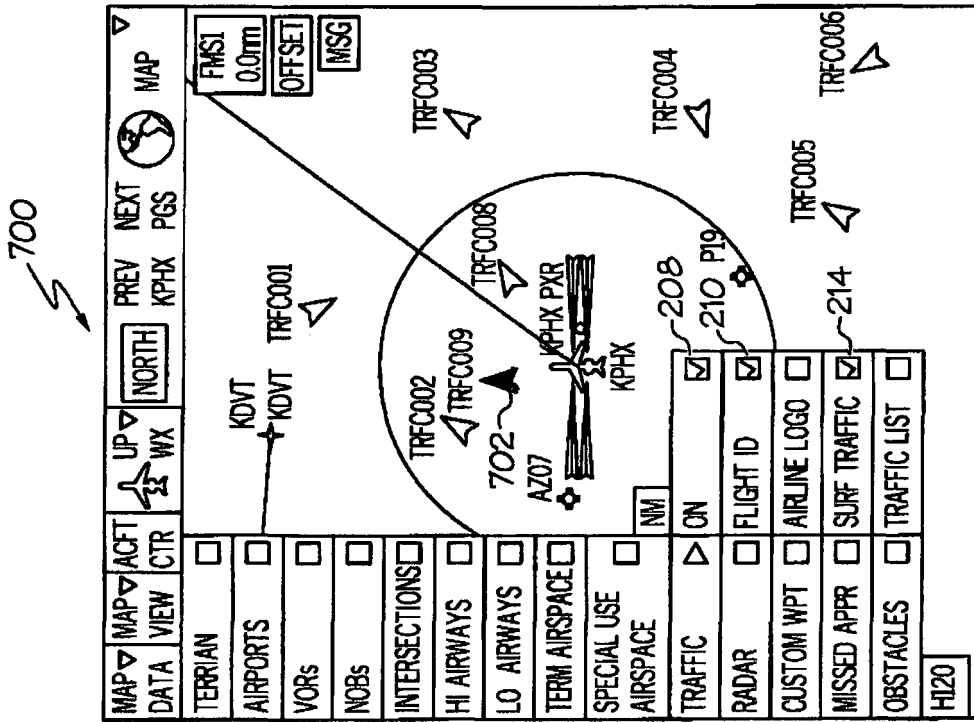 700
MAP MAP ACFT UP NORTH PREV NEXT MAP
DATA VIEW CTR WX KPHX PGS
TERRIAN
AIRPORTS
VORs
NOBs
INTERSECTIONS
HI AIRWAYS
LO AIRWAYS
TERM AIRSPACE
SPECIAL USE
AIRSPACE
TRAFFIC
RADAR
CUSTOM WPT
MISSED APPR
OBSTACLES
H120
NM
ON
FLIGHT ID
AIRLINE LOGO
SURF TRAFFIC
TRAFFIC LIST
208
210
214
FMS1
0.0nm
OFFSET
MSG
KDVT
KDVT
TRFC001
TRFC003
TRFC002
TRFC009
TRFC008
702
AZ07
KPHX PXR
KPHX
P19
TRFC004
TRFC005
TRFC006